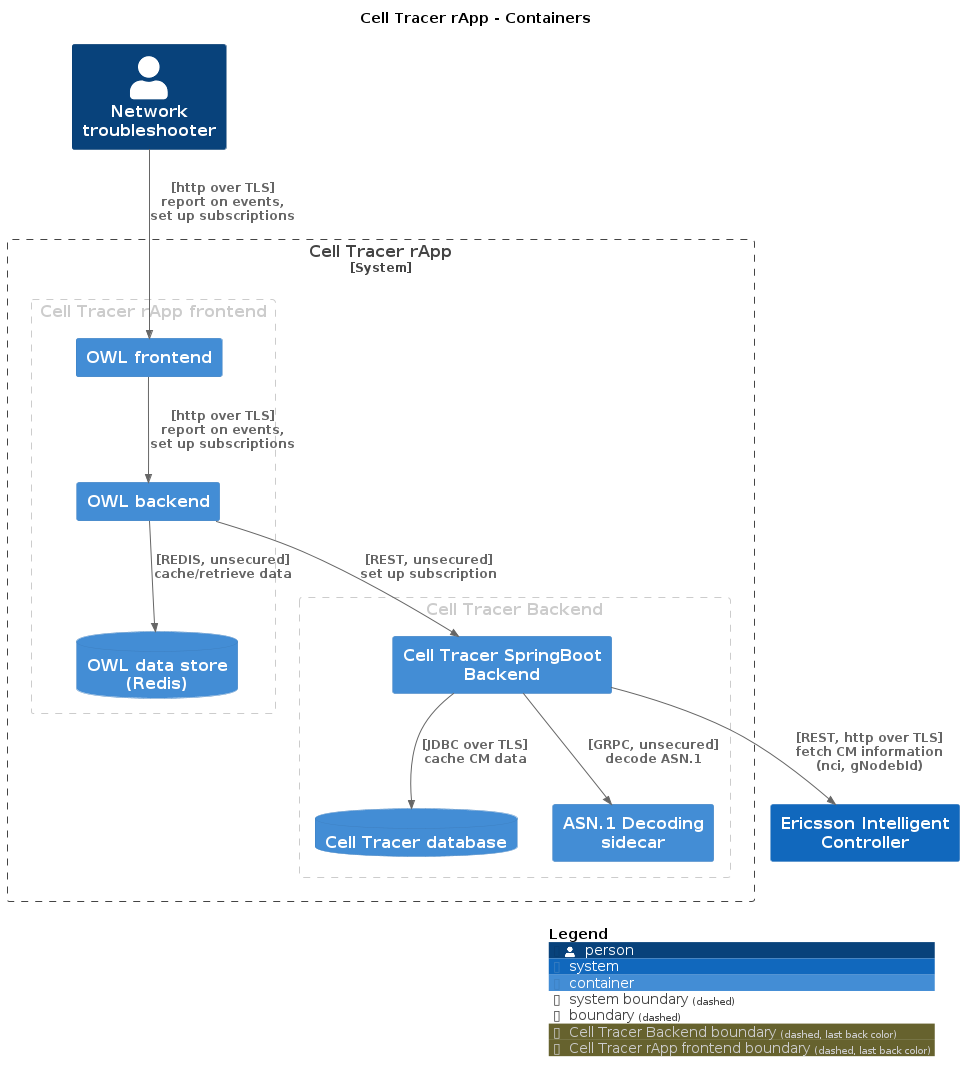 Cell Tracer rApp - Containers
Network
troubleshooter
[http over TLS]
report on events,
set up subscriptions
Cell Tracer rApp
[System]
Cell Tracer rApp frontend
OWL frontend
[http over TLS]
report on events,
set up subscriptions
OWL backend
[REDIS, unsecured]
cache/retrieve data
[REST, unsecured]
set up subscription
Cell Tracer Backend
OWL data store
(Redis)
Cell Tracer SpringBoot
Backend
[JDBC over TLS]
cache CM data
[GRPC, unsecured]
decode ASN.1
[REST, http over TLS]
fetch CM information
(nci, gNodebId)
Cell Tracer database
ASN.1 Decoding
sidecar
Ericsson Intelligent
Controller
Legend
person
system
container
system boundary (dashed)
boundary (dashed)
Cell Tracer Backend boundary (dashed, last back color)
Cell Tracer rApp frontend boundary (dashed, last back color)